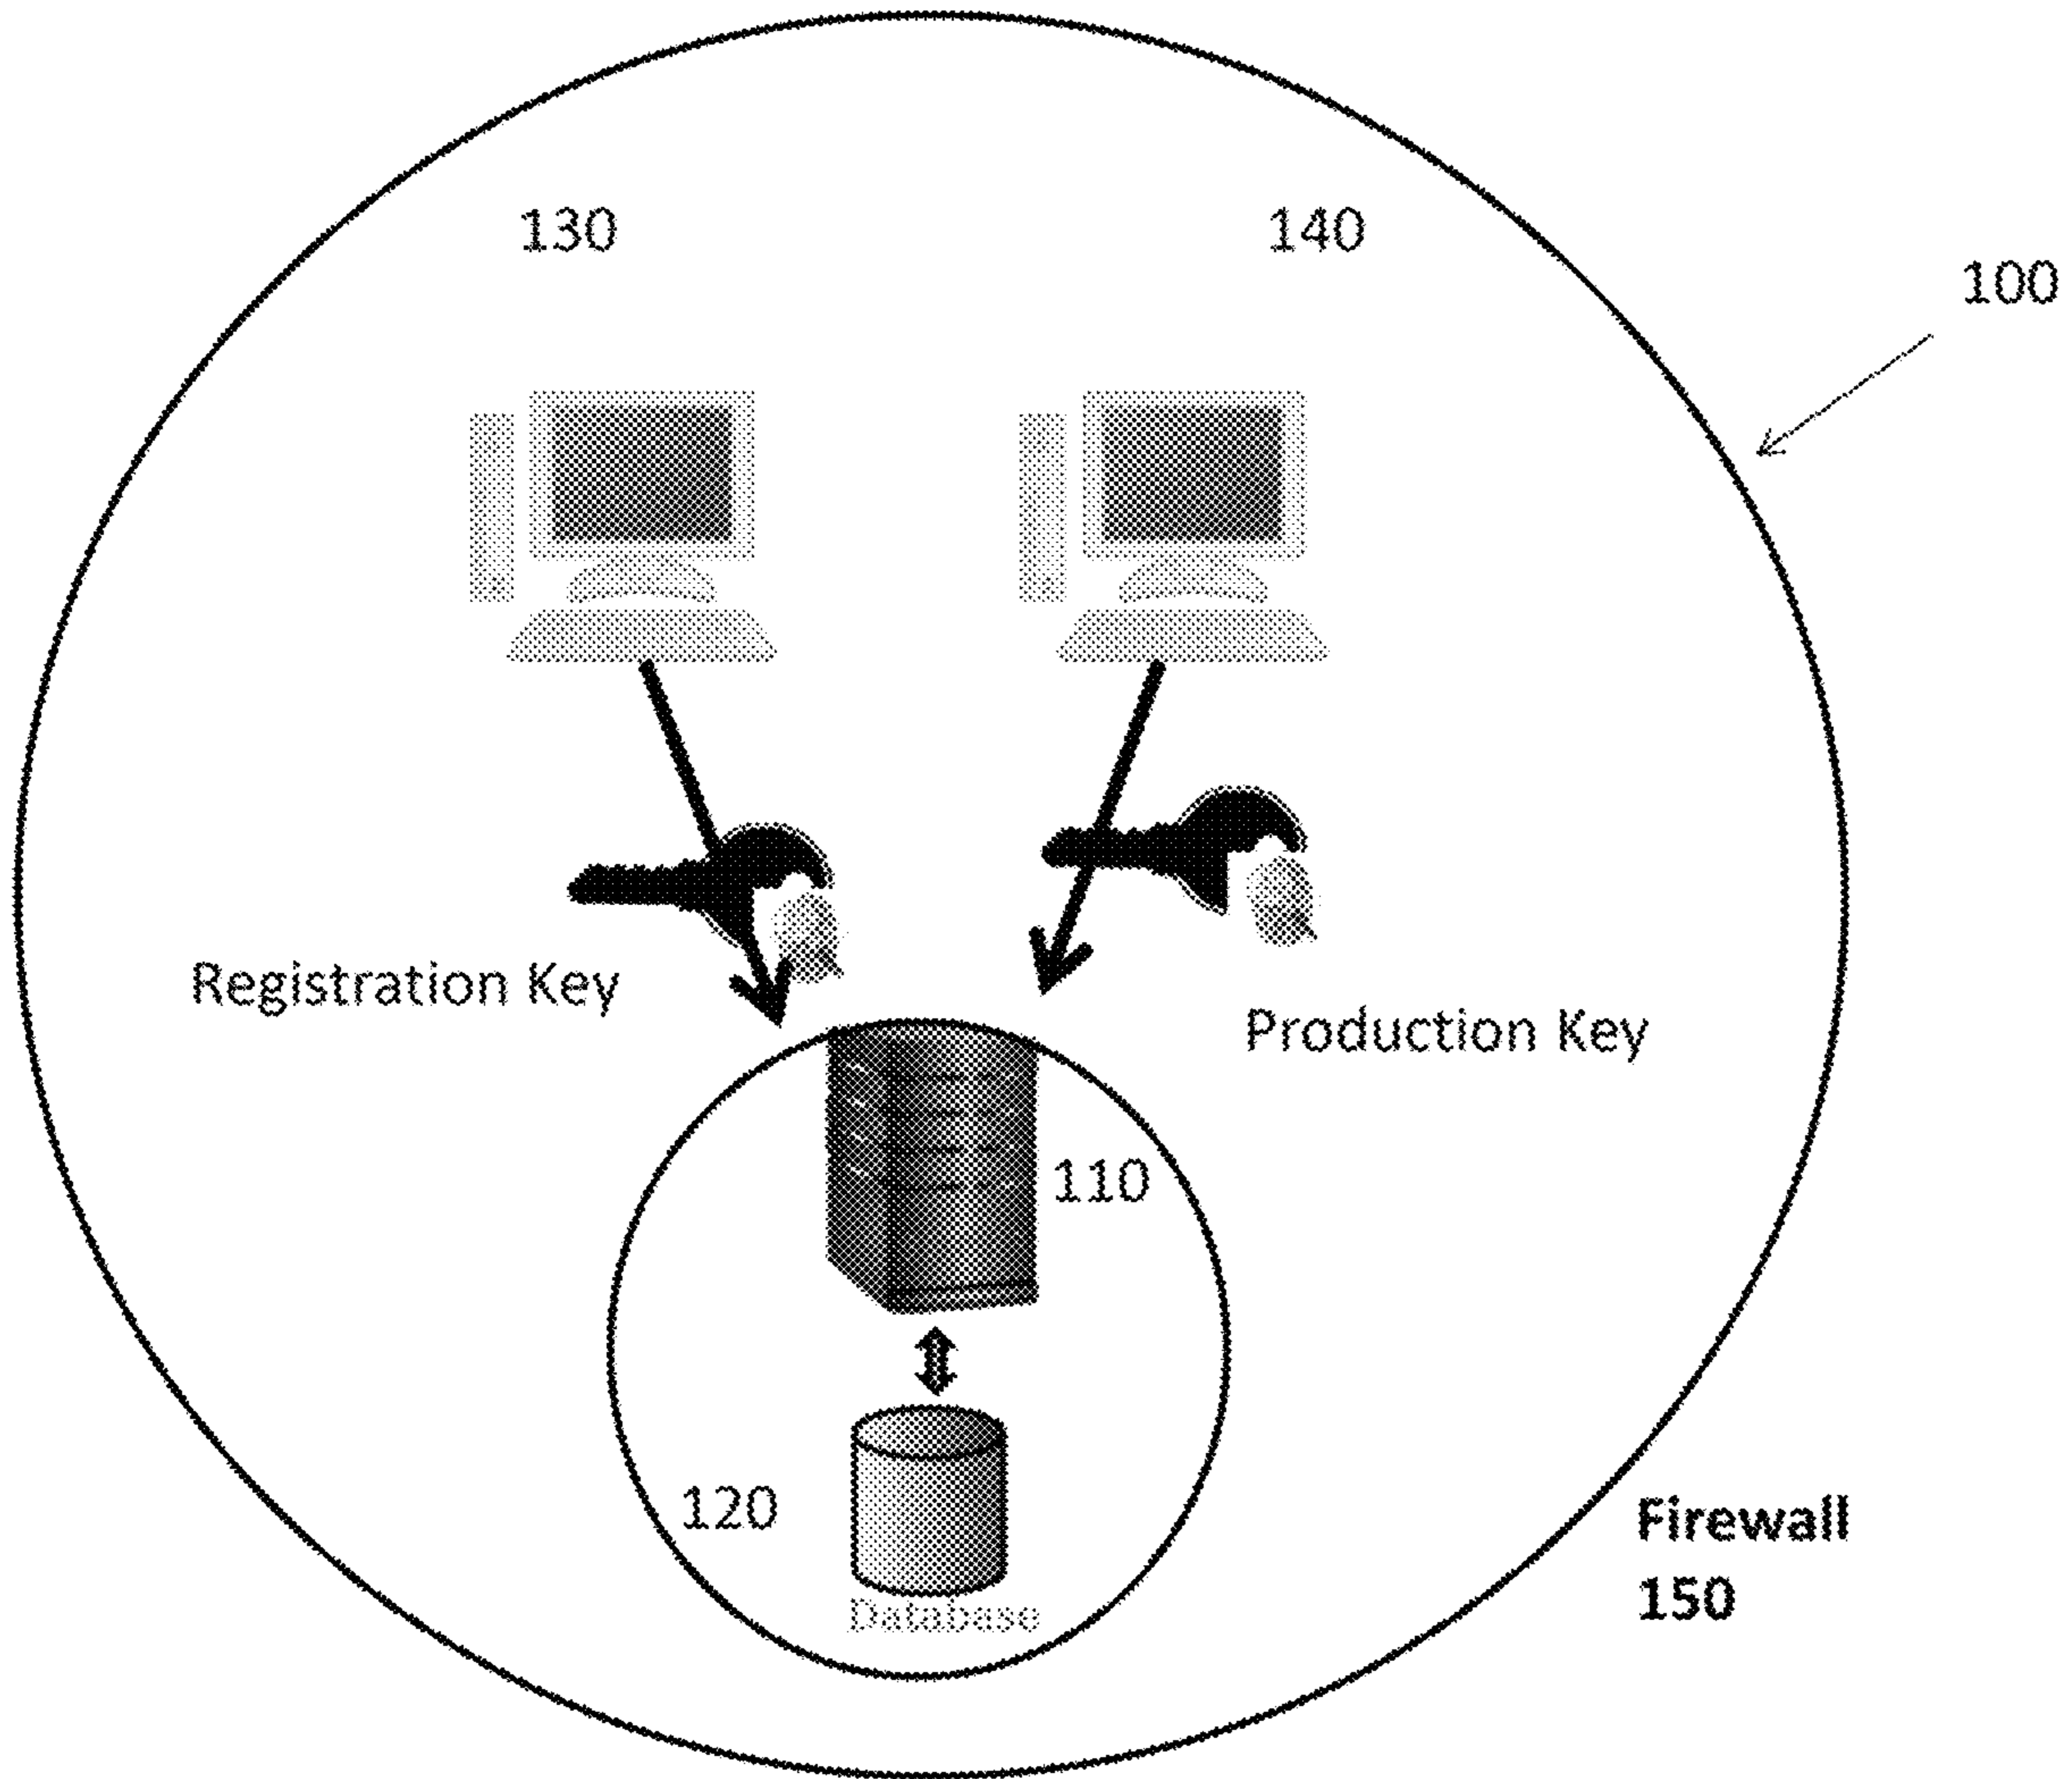 130
140
100
Registration Key
Production Key
110
120
Database
Firewall
150